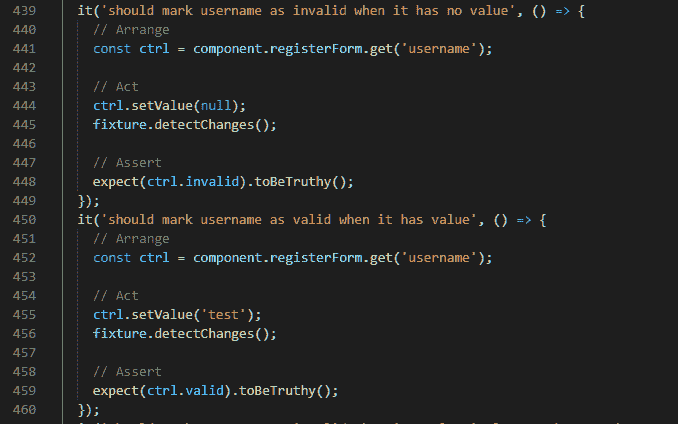 439 it('should mark username as invalid when it has no value', () => {
440 // Arrange
441 const ctrl = component.registerForm.get('username');
442
443 // Act
444 ctrl.setValue(null);
445 fixture.detectChanges();
446
447 // Assert
448 expect(ctrl.invalid).toBeTruthy();
449 });
450 it('should mark username as valid when it has value', () => {
451 // Arrange
452 const ctrl = component.registerForm.get('username');
453
454 // Act
455 ctrl.setValue('test');
456 fixture.detectChanges();
457
458 // Assert
459 expect(ctrl.valid).toBeTruthy();
460 });